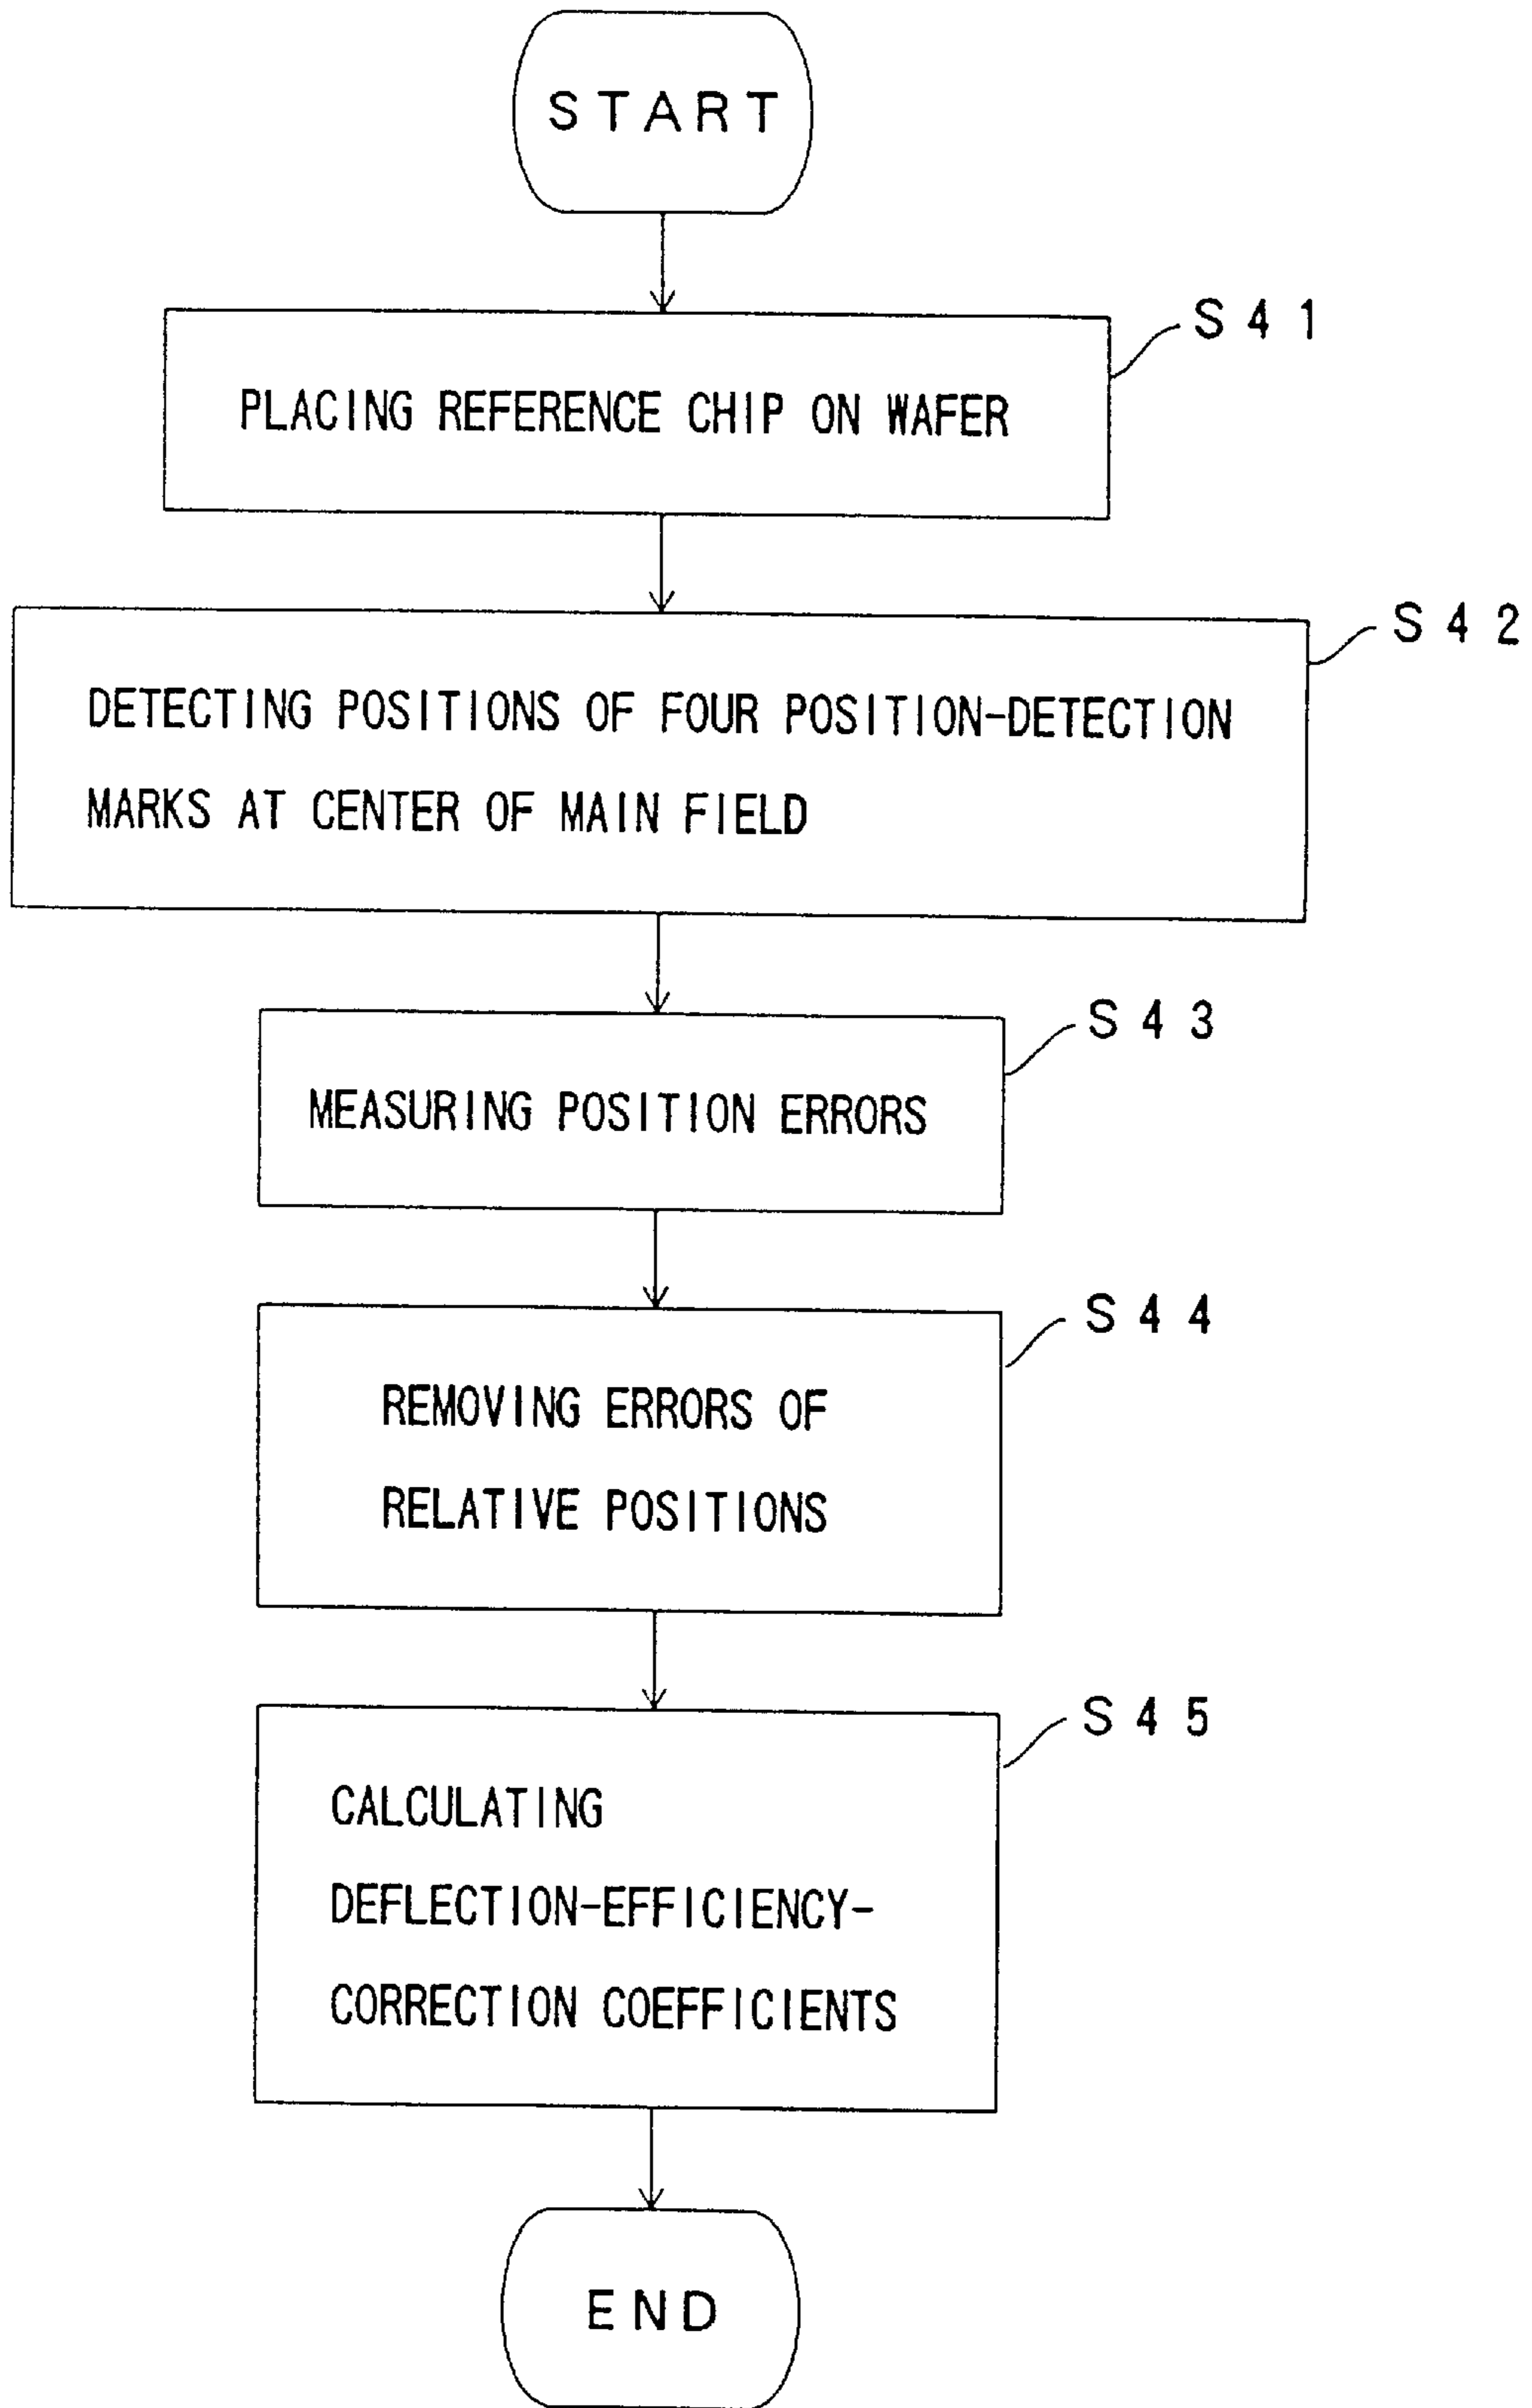 START
S41
PLACING REFERENCE CHIP ON WAFER
S42
DETECTING POSITIONS OF FOUR POSITION-DETECTION
MARKS AT CENTER OF MAIN FIELD
S43
MEASURING POSITION ERRORS
S44
REMOVING ERRORS OF
RELATIVE POSITIONS
S45
CALCULATING
DEFLECTION-EFFICIENCY-
CORRECTION COEFFICIENTS
END